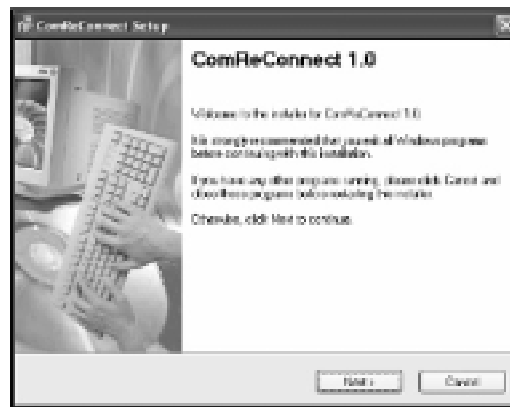 ComReConnect Setup
ComReConnect 1.0
Welcome to the installer for ComReConnect 1.0.
It is strongly recommended that you exit all Windows programs
before continuing with this installation.
If you have any other programs running, please click Cancel and
close these programs before restarting the installer.
Otherwise, click Next to continue.
Next >
Cancel